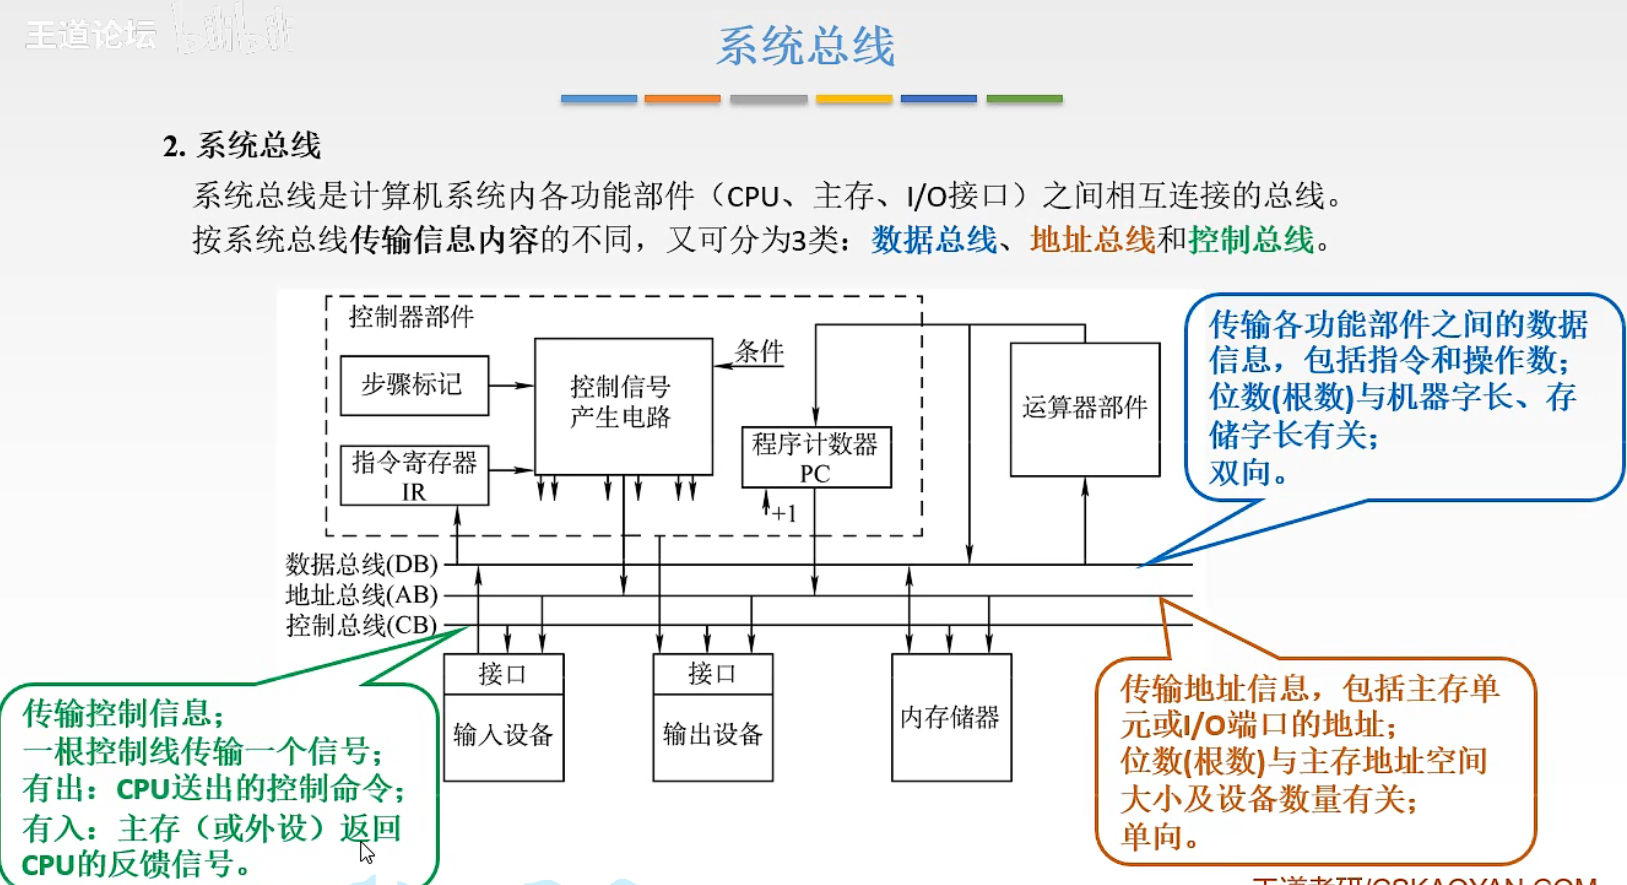 王道论坛
bilibili
系统总线
2. 系统总线
系统总线是计算机系统内各功能部件（CPU、主存、I/O接口）之间相互连接的总线。
按系统总线传输信息内容的不同，又可分为3类：数据总线、地址总线和控制总线。
控制器部件
步骤标记
控制信号
产生电路
条件
指令寄存器
IR
程序计数器
PC
+1
运算器部件
传输各功能部件之间的数据
信息，包括指令和操作数；
位数(根数)与机器字长、存
储字长有关；
双向。
数据总线(DB)
地址总线(AB)
控制总线(CB)
接口
输入设备
接口
输出设备
内存储器
传输控制信息；
一根控制线传输一个信号；
有出：CPU送出的控制命令；
有入：主存（或外设）返回
CPU的反馈信号。
传输地址信息，包括主存单
元或I/O端口的地址；
位数(根数)与主存地址空间
大小及设备数量有关；
单向。
王道考研/CSKAOYAN.COM